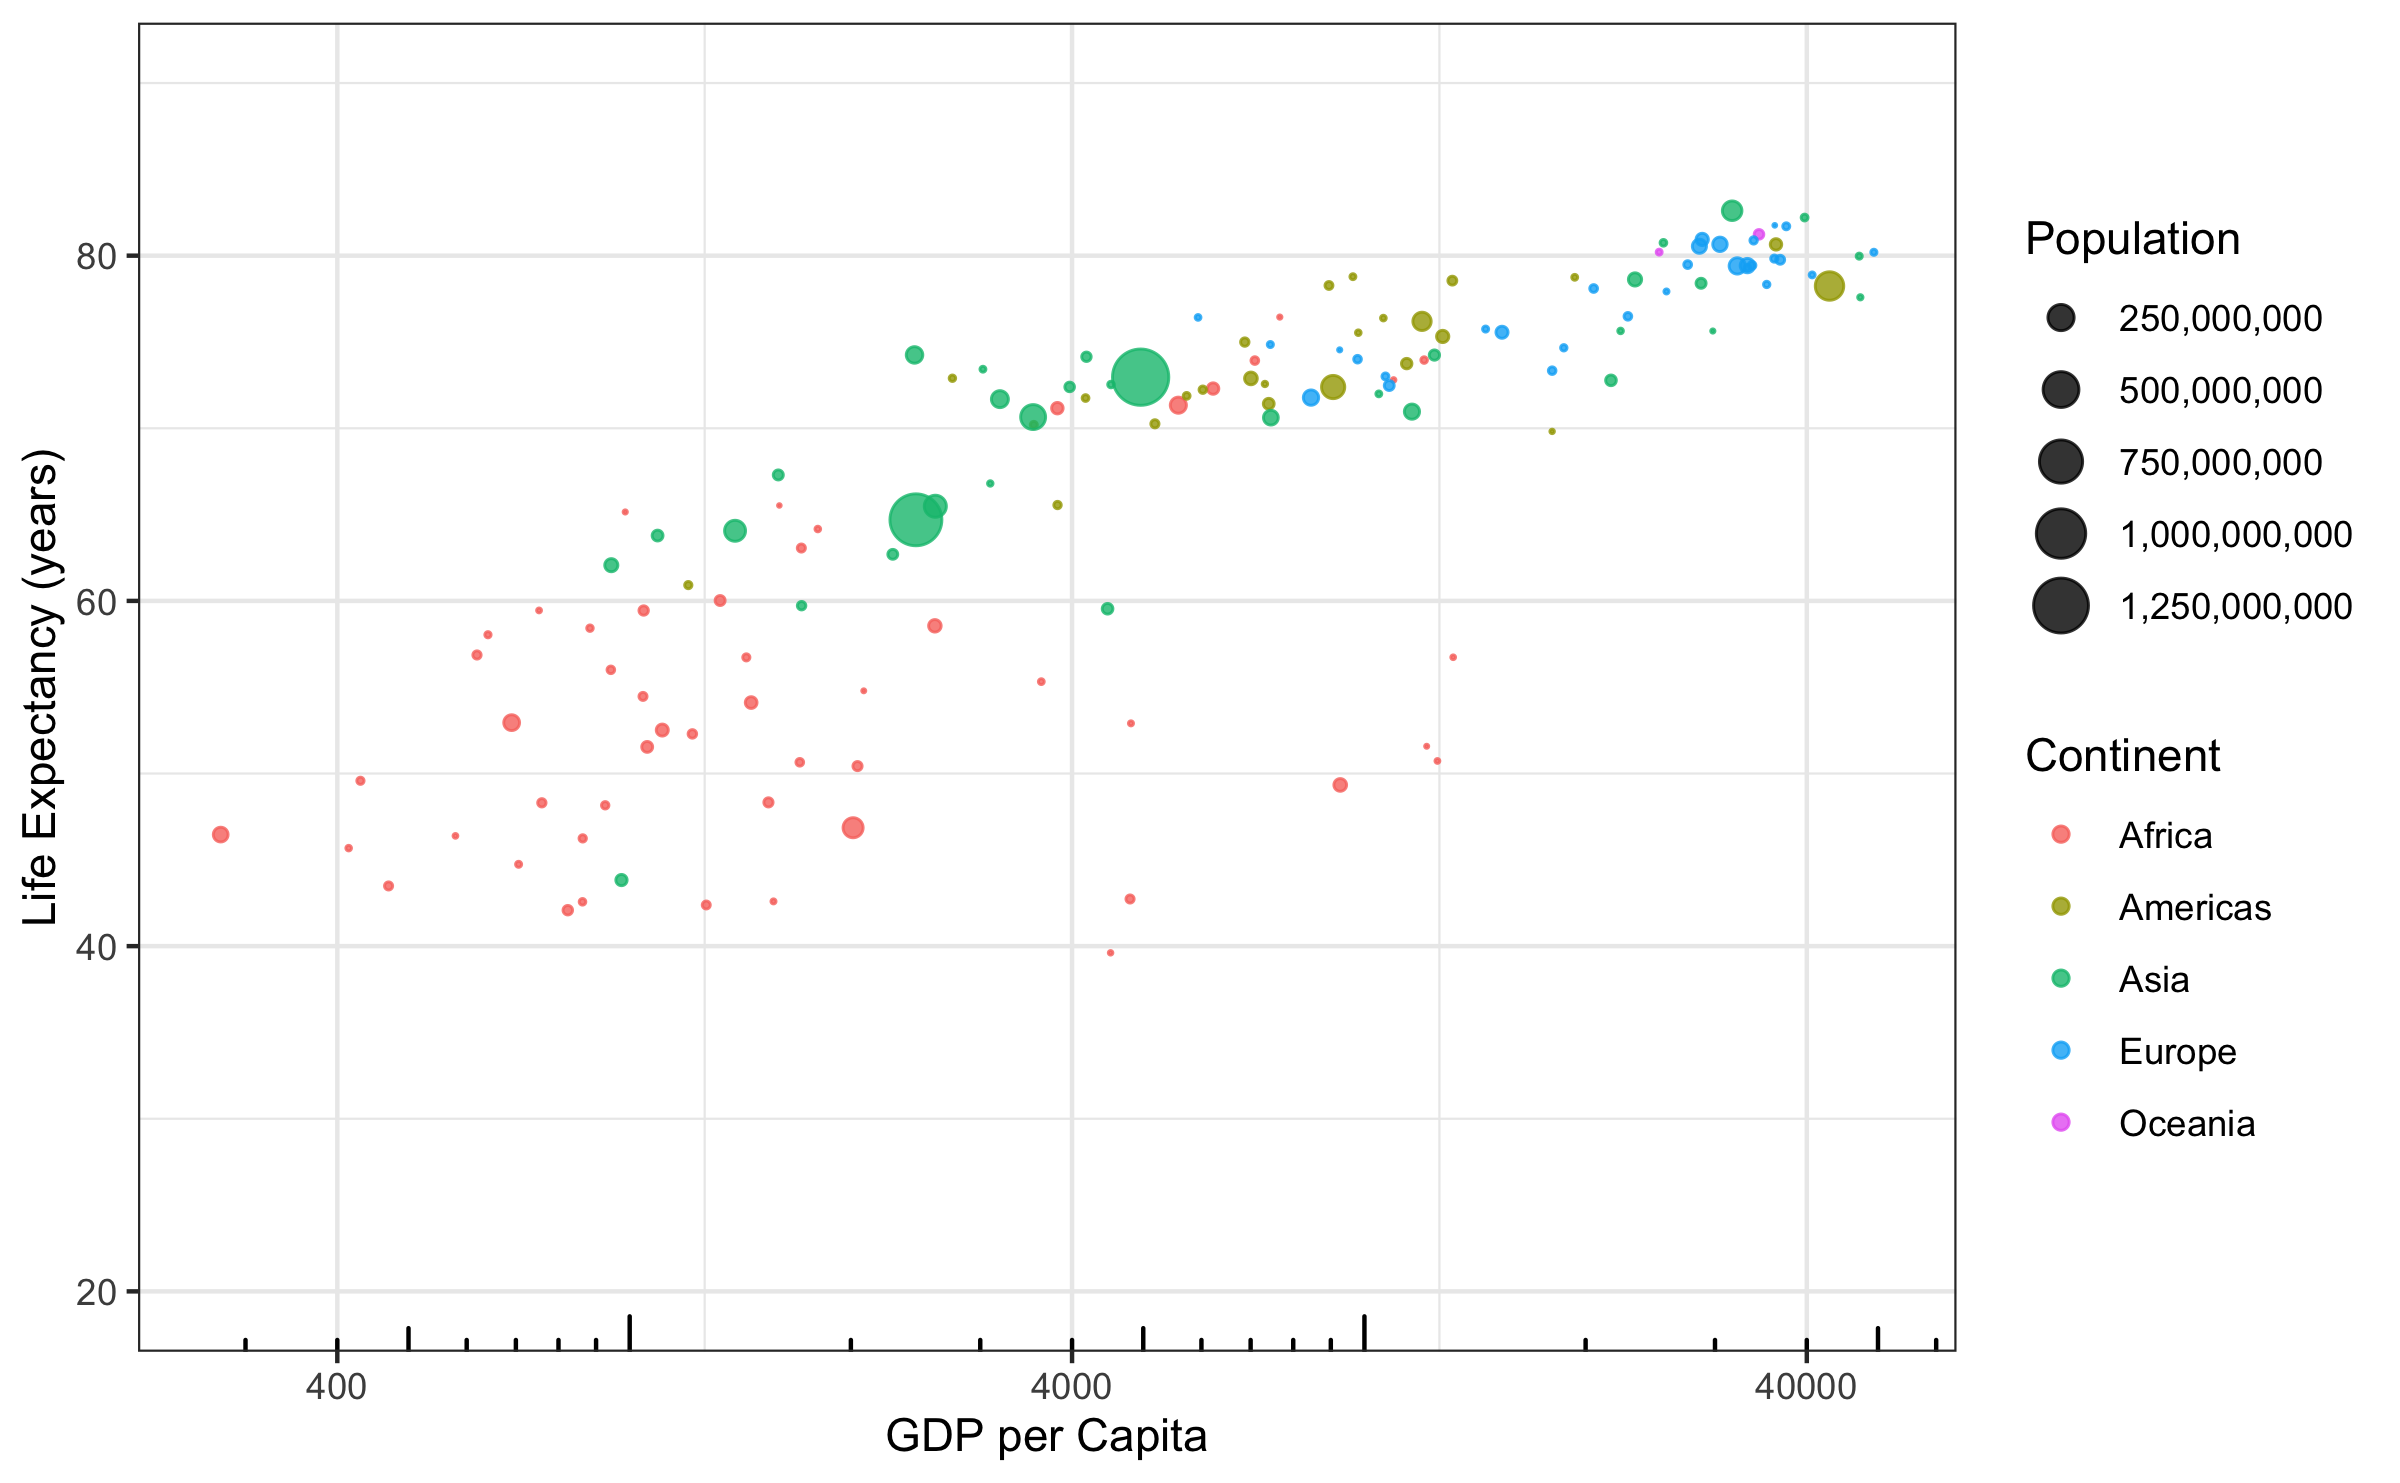 80
60
40
20
Life Expectancy (years)
400
4000
40000
GDP per Capita
Population
250,000,000
500,000,000
750,000,000
1,000,000,000
1,250,000,000
Continent
Africa
Americas
Asia
Europe
Oceania